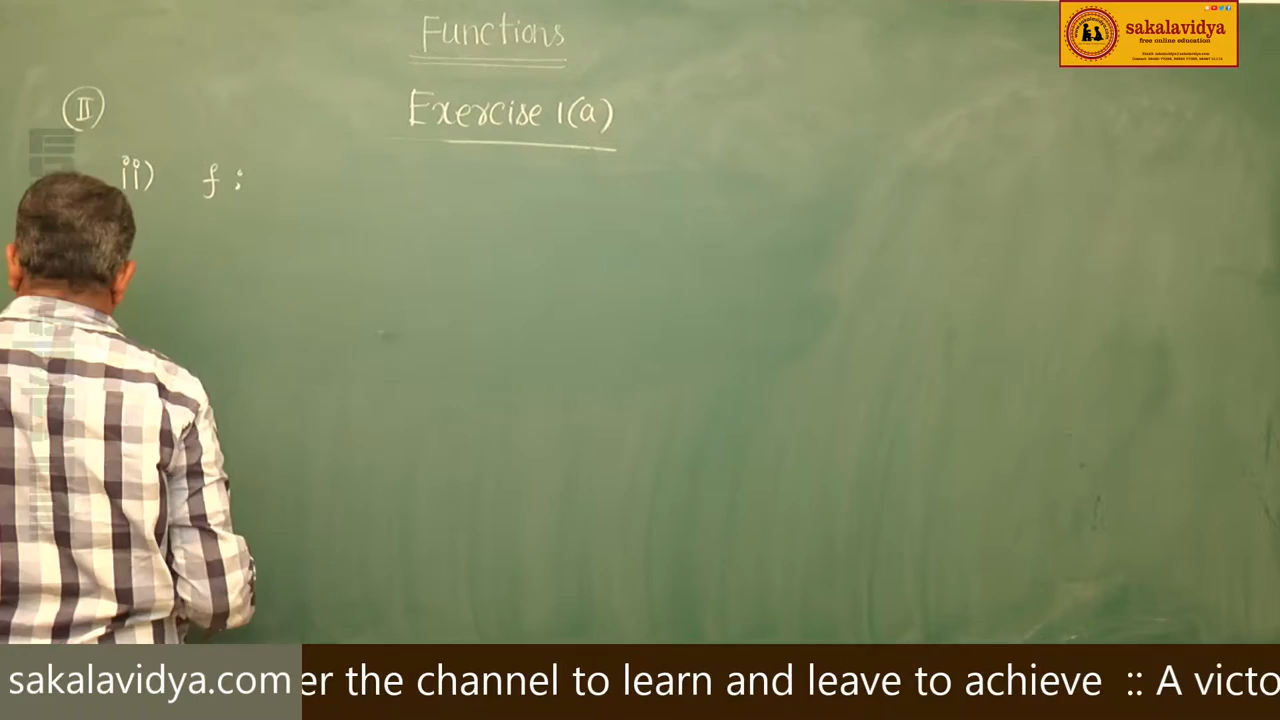 Functions
sakalavidya
free online education
II
Exercise 1(a)
ii) f :
sakalavidya.com er the channel to learn and leave to achieve :: A victo